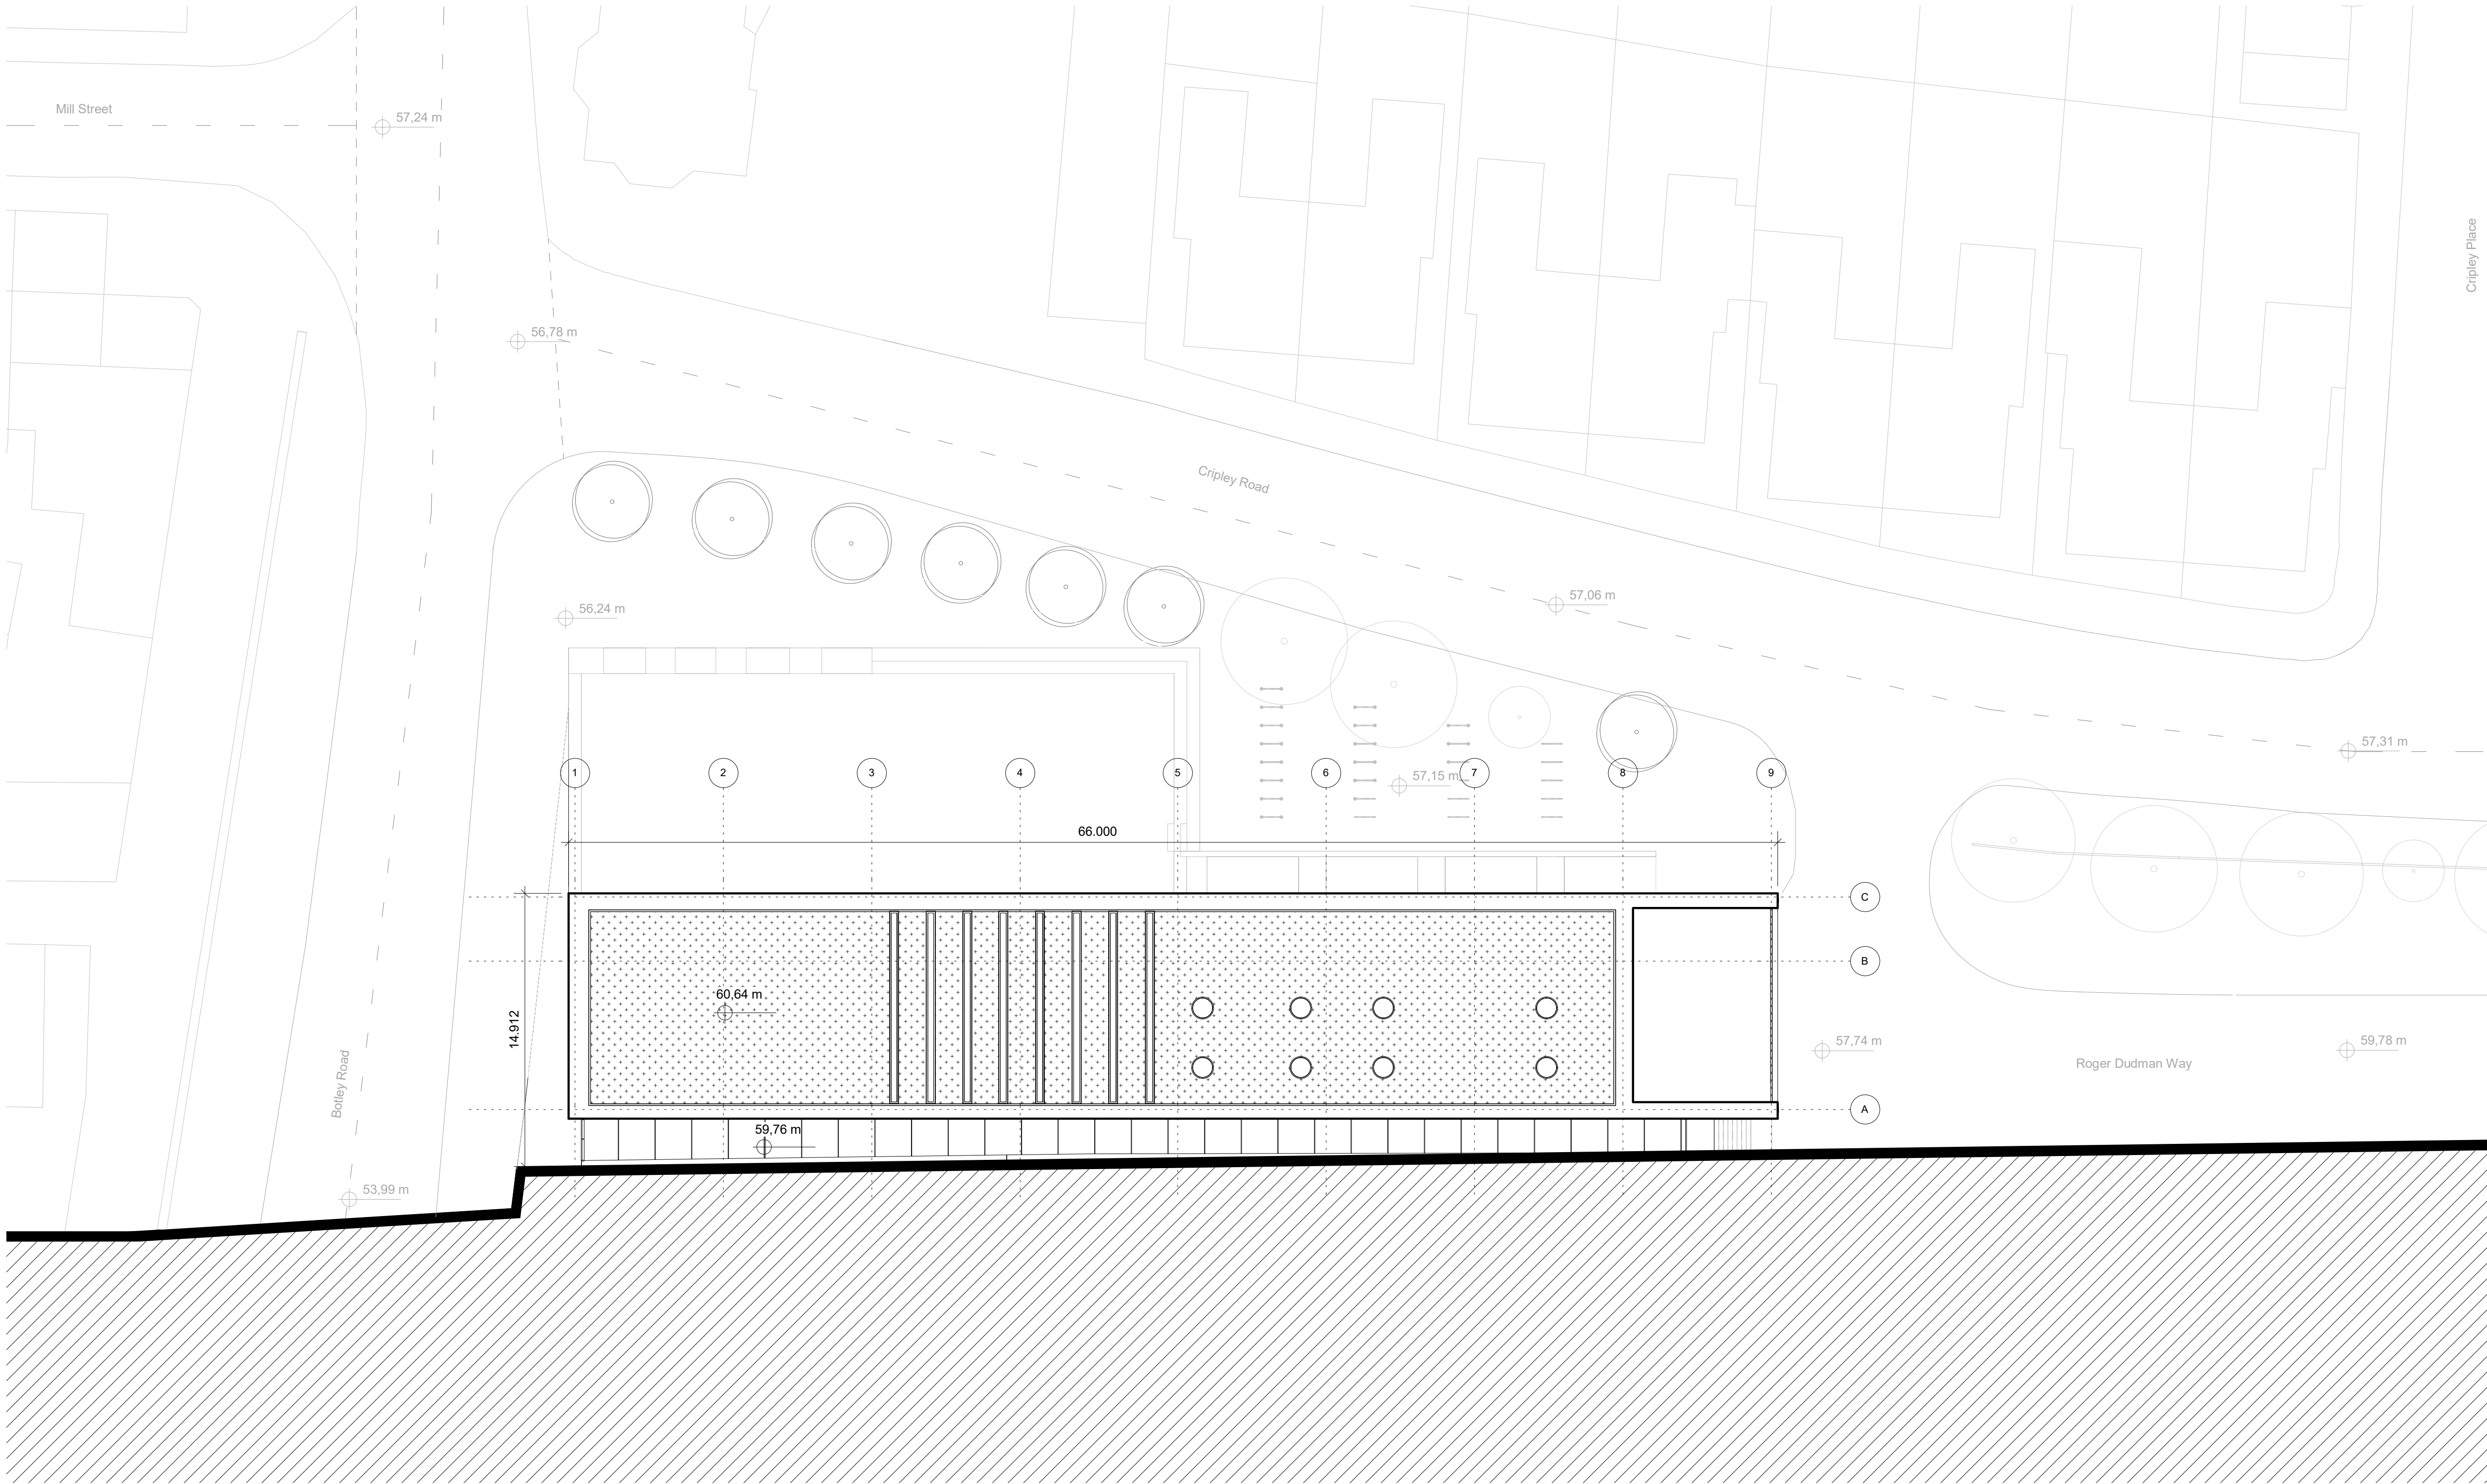 Mill Street
57,24 m
Cripley Place
56,78 m
Cripley Road
57,06 m
56,24 m
57,31 m
1
2
3
4
5
6
7
8
9
57,15 m
66.000
C
B
60,64 m
14.912
57,74 m
59,78 m
Roger Dudman Way
Botley Road
A
59,76 m
53,99 m